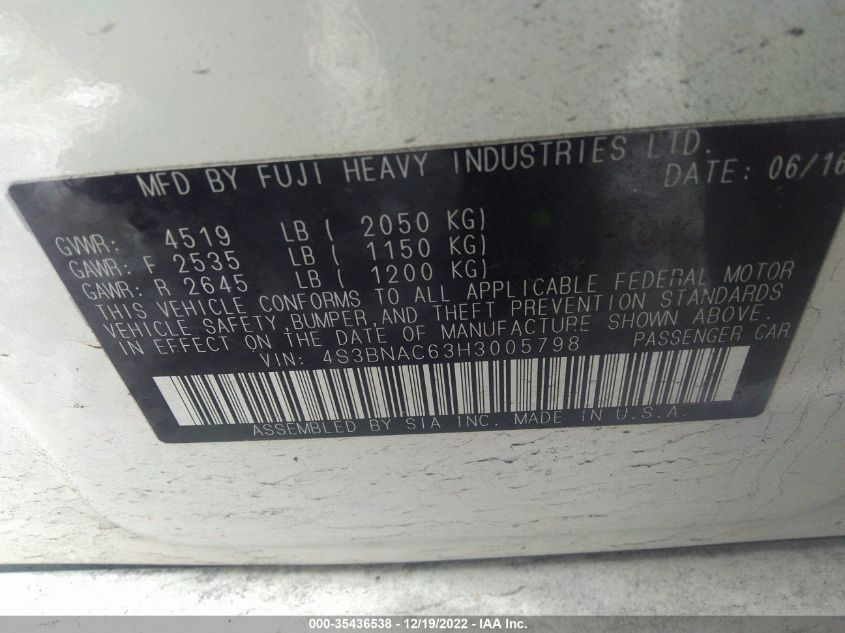 MFD BY FUJI HEAVY INDUSTRIES LTD.
DATE: 06/16
GVWR: 4519 LB ( 2050 KG)
GAWR: F 2535 LB ( 1150 KG)
GAWR: R 2645 LB ( 1200 KG)
THIS VEHICLE CONFORMS TO ALL APPLICABLE FEDERAL MOTOR
VEHICLE SAFETY,BUMPER,AND THEFT PREVENTION STANDARDS
IN EFFECT ON THE DATE OF MANUFACTURE SHOWN ABOVE.
VIN: 4S3BNAC63H3005798 PASSENGER CAR
ASSEMBLED BY SIA INC. MADE IN U.S.A.
000-35436538 - 12/19/2022 - IAA Inc.